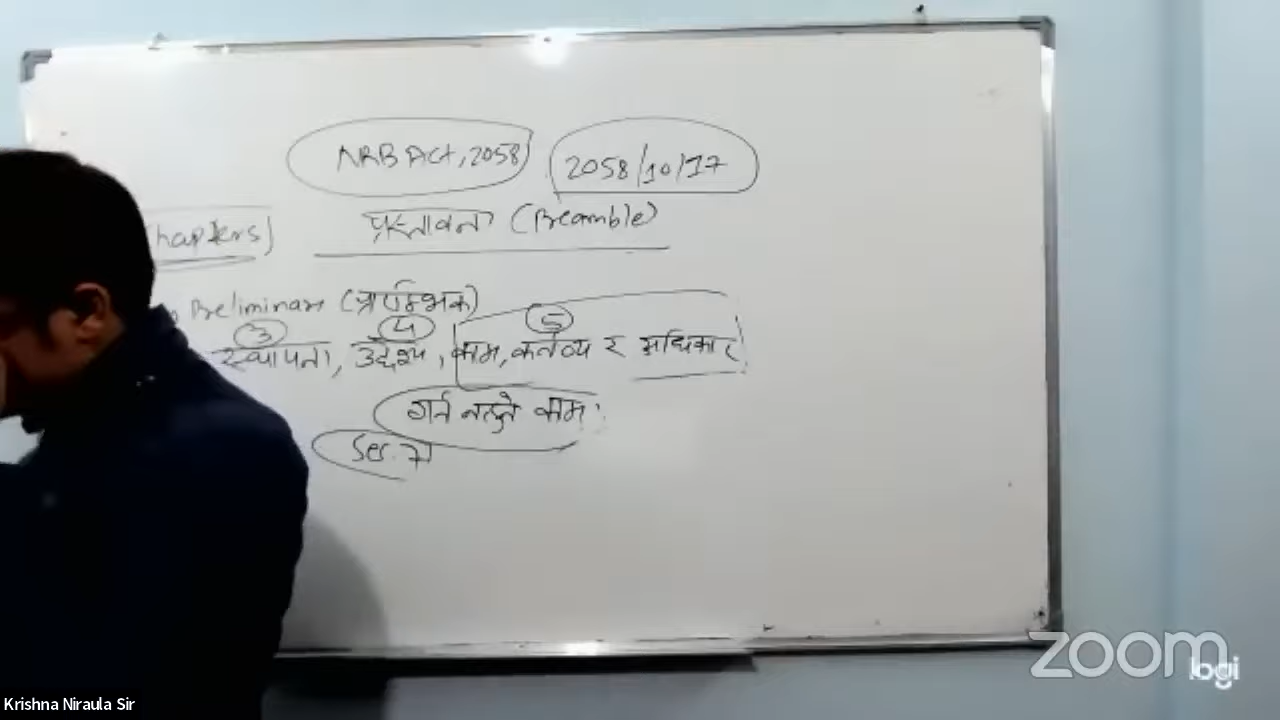 NRB Act, 2058 2058/10/17
प्रस्तावना (Preamble)
hapters)
Preliminary (प्रारम्भिक)
3 4 5
स्थापना, उद्देश्य, काम, कर्तव्य र अधिकार
गर्न नहुने काम
Sec. 7
zoom
logi
Krishna Niraula Sir